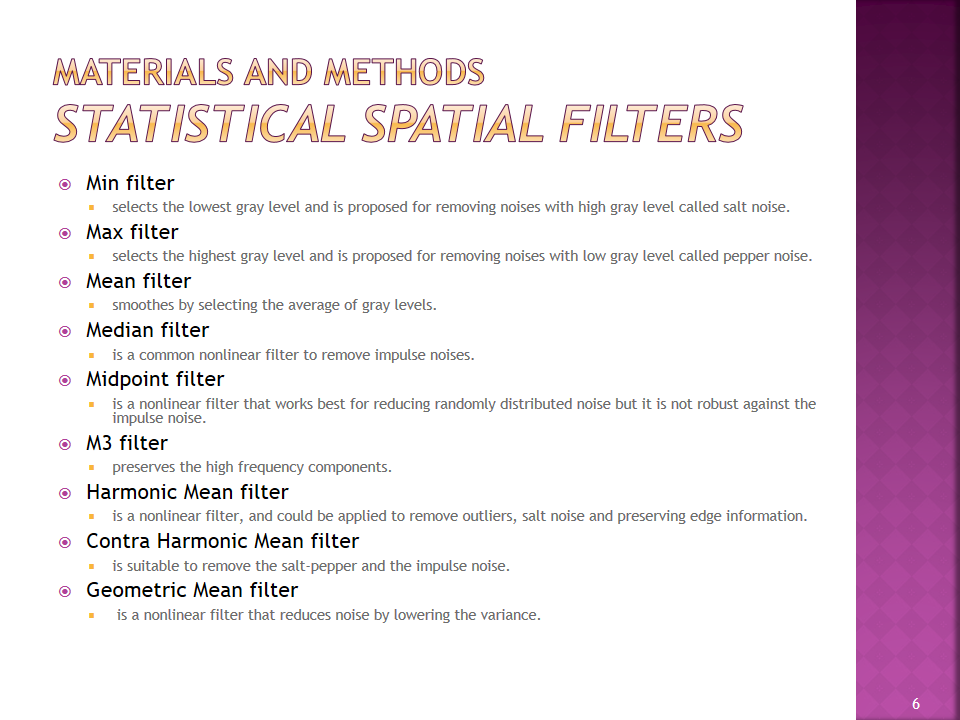 MATERIALS AND METHODS
STATISTICAL SPATIAL FILTERS
Min filter
selects the lowest gray level and is proposed for removing noises with high gray level called salt noise.
Max filter
selects the highest gray level and is proposed for removing noises with low gray level called pepper noise.
Mean filter
smoothes by selecting the average of gray levels.
Median filter
is a common nonlinear filter to remove impulse noises.
Midpoint filter
is a nonlinear filter that works best for reducing randomly distributed noise but it is not robust against the
impulse noise.
M3 filter
preserves the high frequency components.
Harmonic Mean filter
is a nonlinear filter, and could be applied to remove outliers, salt noise and preserving edge information.
Contra Harmonic Mean filter
is suitable to remove the salt-pepper and the impulse noise.
Geometric Mean filter
is a nonlinear filter that reduces noise by lowering the variance.
6